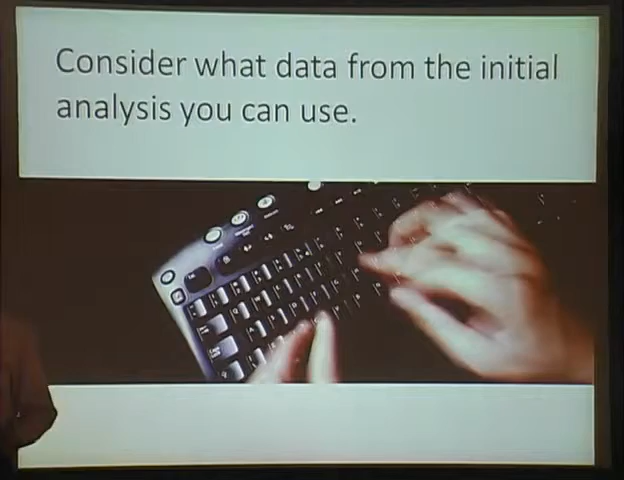 Consider what data from the initial
analysis you can use.